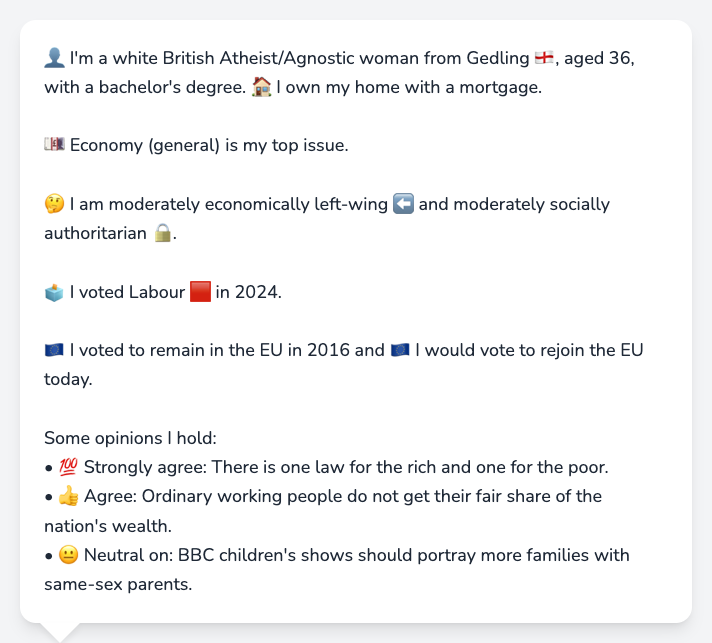 👤 I'm a white British Atheist/Agnostic woman from Gedling 🏴󠁧󠁢󠁥󠁮󠁧󠁿, aged 36,
with a bachelor's degree. 🏠 I own my home with a mortgage.
💷 Economy (general) is my top issue.
🤔 I am moderately economically left-wing ⬅️ and moderately socially
authoritarian 🔒.
🗳️ I voted Labour 🟥 in 2024.
🇪🇺 I voted to remain in the EU in 2016 and 🇪🇺 I would vote to rejoin the EU
today.
Some opinions I hold:
• 💯 Strongly agree: There is one law for the rich and one for the poor.
• 👍 Agree: Ordinary working people do not get their fair share of the
nation's wealth.
• 😐 Neutral on: BBC children's shows should portray more families with
same-sex parents.